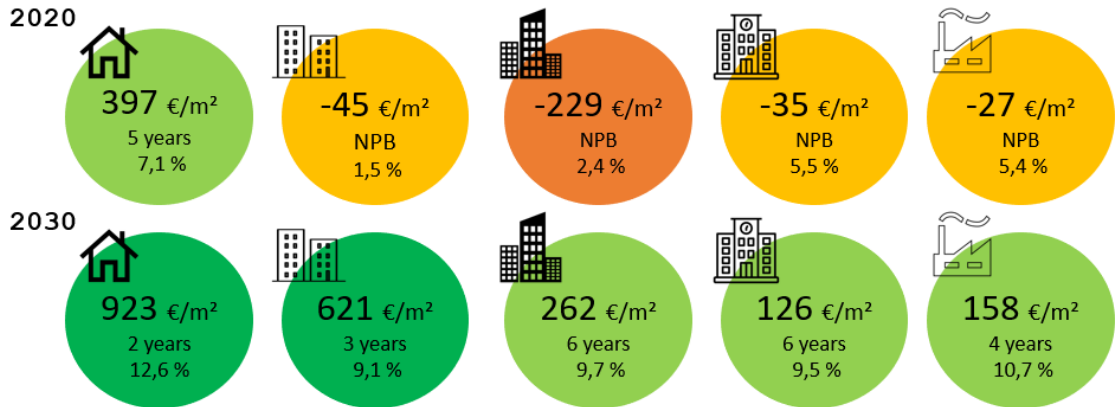 2020
397 €/m²
5 years
7,1 %
-45 €/m²
NPB
1,5 %
-229 €/m²
NPB
2,4 %
-35 €/m²
NPB
5,5 %
-27 €/m²
NPB
5,4 %
2030
923 €/m²
2 years
12,6 %
621 €/m²
3 years
9,1 %
262 €/m²
6 years
9,7 %
126 €/m²
6 years
9,5 %
158 €/m²
4 years
10,7 %